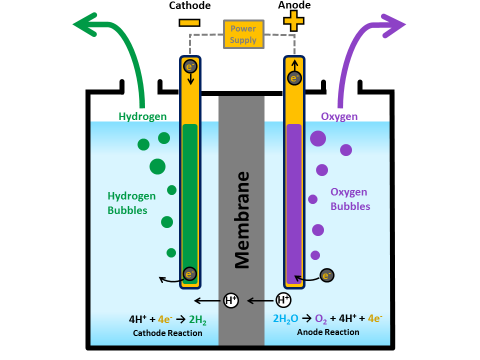 Cathode
Anode
Power
Supply
e⁻
e⁻
Hydrogen
Oxygen
Hydrogen
Bubbles
Membrane
Oxygen
Bubbles
e⁻
e⁻
H⁺
H⁺
4H⁺ + 4e⁻ → 2H₂
Cathode Reaction
2H₂O → O₂ + 4H⁺ + 4e⁻
Anode Reaction